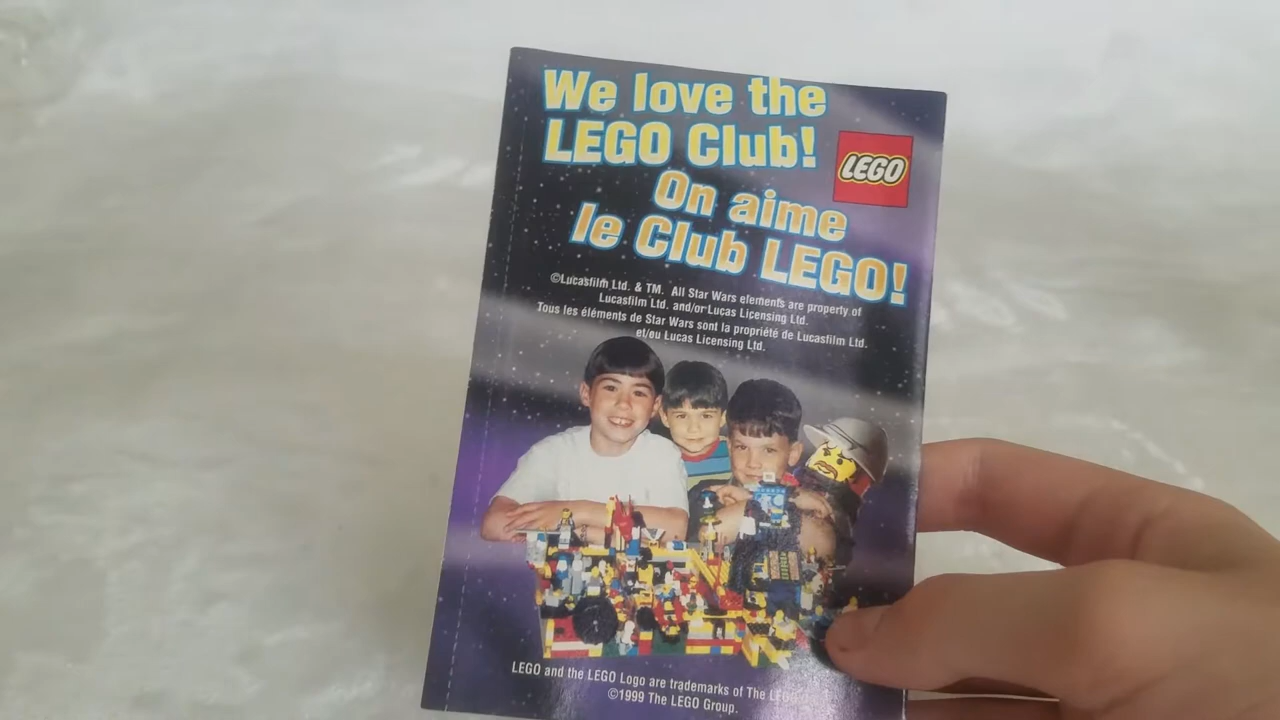 We love the
LEGO Club!
LEGO
On aime
le Club LEGO!
©Lucasfilm Ltd. & TM. All Star Wars elements are property of
Lucasfilm Ltd. and/or Lucas Licensing Ltd.
Tous les éléments de Star Wars sont la propriété de Lucasfilm Ltd.
et/ou Lucas Licensing Ltd.
LEGO and the LEGO Logo are trademarks of The LEGO
©1999 The LEGO Group.